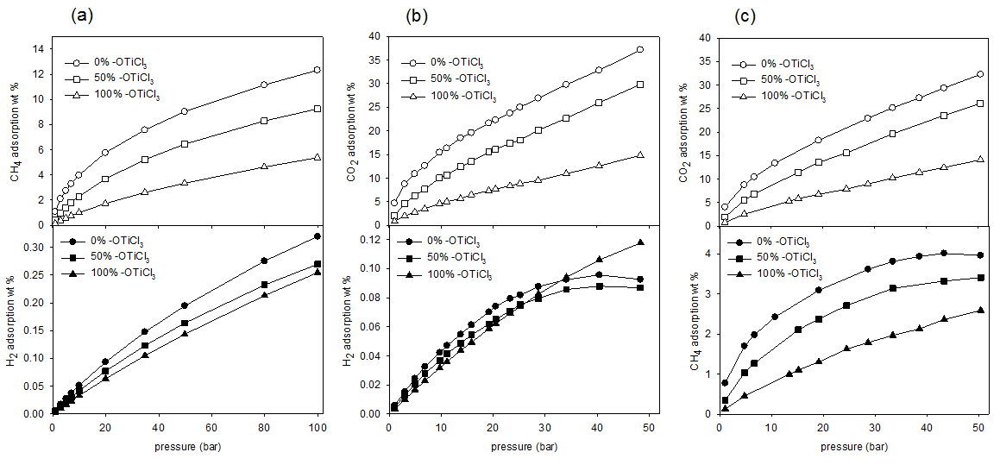 (a)
(b)
(c)
CH4 adsorption wt %
14
12
10
8
6
4
2
0
0% -OTiCl3
50% -OTiCl3
100% -OTiCl3
H2 adsorption wt %
0.30
0.25
0.20
0.15
0.10
0.05
0.00
0% -OTiCl3
50% -OTiCl3
100% -OTiCl3
0 20 40 60 80 100
pressure (bar)
CO2 adsorption wt %
40
35
30
25
20
15
10
5
0
0% -OTiCl3
50% -OTiCl3
100% -OTiCl3
H2 adsorption wt %
0.12
0.10
0.08
0.06
0.04
0.02
0.00
0% -OTiCl3
50% -OTiCl3
100% -OTiCl3
0 10 20 30 40 50
pressure (bar)
CO2 adsorption wt %
40
35
30
25
20
15
10
5
0
0% -OTiCl3
50% -OTiCl3
100% -OTiCl3
CH4 adsorption wt %
4
3
2
1
0
0% -OTiCl3
50% -OTiCl3
100% -OTiCl3
0 10 20 30 40 50
pressure (bar)